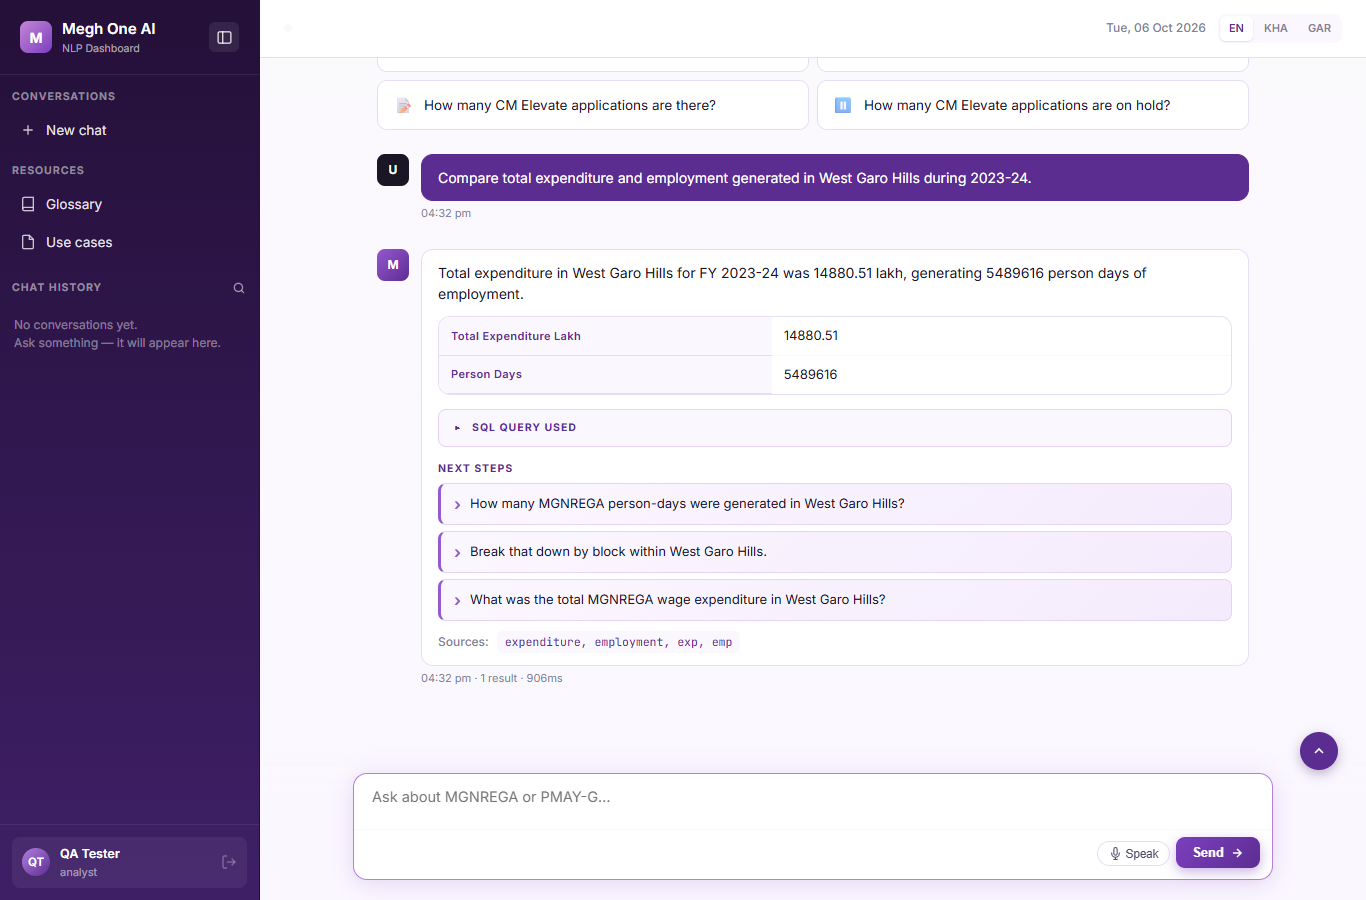 M
Megh One AI
NLP Dashboard
CONVERSATIONS
New chat
RESOURCES
Glossary
Use cases
CHAT HISTORY
No conversations yet.
Ask something — it will appear here.
QT
QA Tester
analyst
Tue, 06 Oct 2026
EN
KHA
GAR
How many CM Elevate applications are there?
How many CM Elevate applications are on hold?
U
Compare total expenditure and employment generated in West Garo Hills during 2023-24.
04:32 pm
M
Total expenditure in West Garo Hills for FY 2023-24 was 14880.51 lakh, generating 5489616 person days of
employment.
Total Expenditure Lakh 14880.51
Person Days 5489616
SQL QUERY USED
NEXT STEPS
How many MGNREGA person-days were generated in West Garo Hills?
Break that down by block within West Garo Hills.
What was the total MGNREGA wage expenditure in West Garo Hills?
Sources: expenditure, employment, exp, emp
04:32 pm · 1 result · 906ms
Ask about MGNREGA or PMAY-G...
Speak
Send